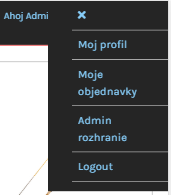 Ahoj Admi
×
Moj profil
Moje
objednavky
Admin
rozhranie
Logout